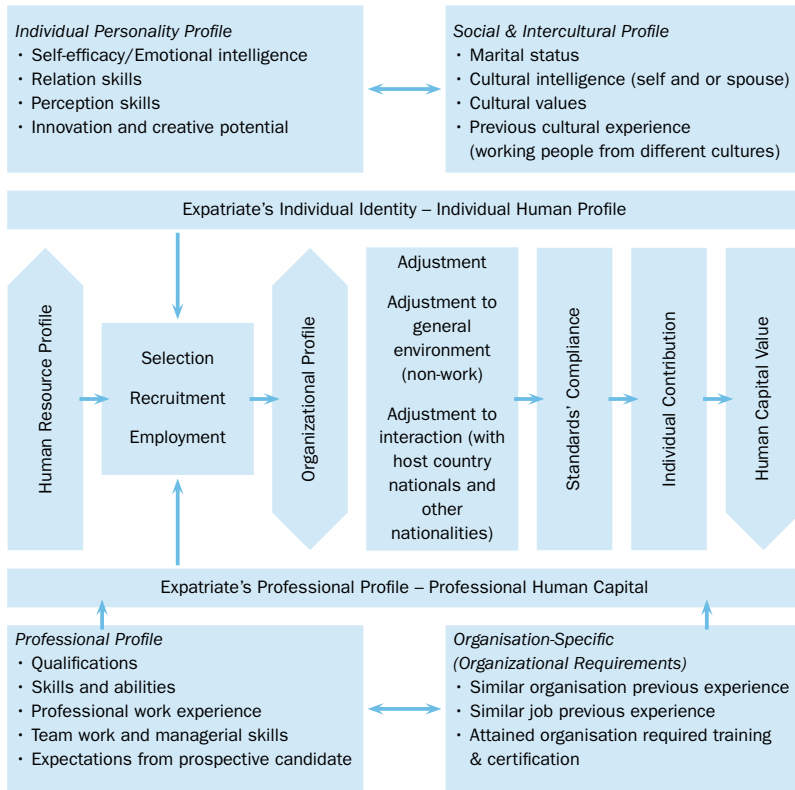 Individual Personality Profile
· Self-efficacy/Emotional intelligence
· Relation skills
· Perception skills
· Innovation and creative potential
Social & Intercultural Profile
· Marital status
· Cultural intelligence (self and or spouse)
· Cultural values
· Previous cultural experience
(working people from different cultures)
Expatriate's Individual Identity – Individual Human Profile
Human Resource Profile
Selection
Recruitment
Employment
Organizational Profile
Adjustment
Adjustment to
general
environment
(non-work)
Adjustment to
interaction (with
host country
nationals and
other
nationalities)
Standards' Compliance
Individual Contribution
Human Capital Value
Expatriate's Professional Profile – Professional Human Capital
Professional Profile
· Qualifications
· Skills and abilities
· Professional work experience
· Team work and managerial skills
· Expectations from prospective candidate
Organisation-Specific
(Organizational Requirements)
· Similar organisation previous experience
· Similar job previous experience
· Attained organisation required training
& certification